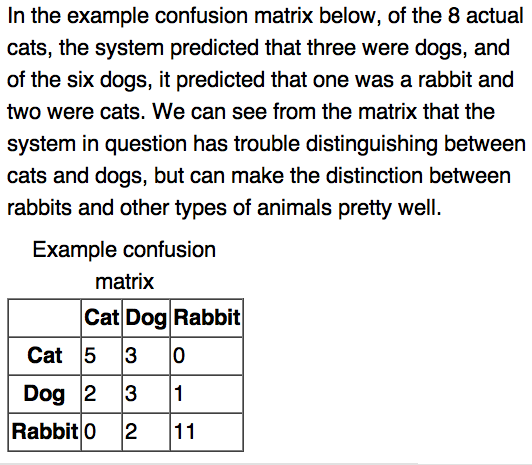 In the example confusion matrix below, of the 8 actual
cats, the system predicted that three were dogs, and
of the six dogs, it predicted that one was a rabbit and
two were cats. We can see from the matrix that the
system in question has trouble distinguishing between
cats and dogs, but can make the distinction between
rabbits and other types of animals pretty well.
Example confusion
matrix
Cat Dog Rabbit
Cat 5 3 0
Dog 2 3 1
Rabbit 0 2 11